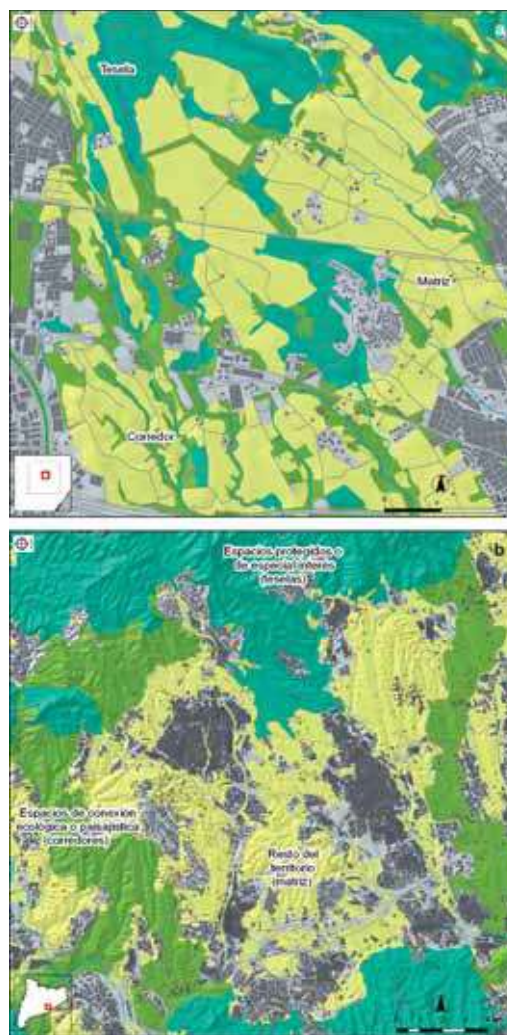 a
Tesela
Matriz
Corredor
b
Espacios protegidos o
de especial interés
(teselas)
Espacios de conexión
ecológica o paisajística
(corredores)
Resto del
territorio
(matriz)